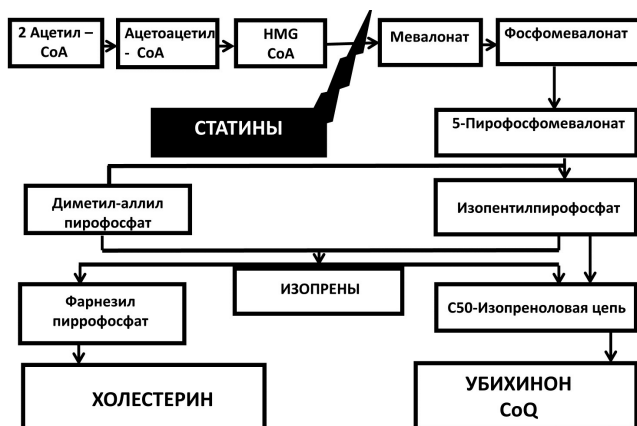 2 Ацетил –
CoA
Ацетоацетил
- CoA
HMG
CoA
Мевалонат
Фосфомевалонат
СТАТИНЫ
5-Пирофосфомевалонат
Диметил-аллил
пирофосфат
Изопентилпирофосфат
ИЗОПРЕНЫ
Фарнезил
пиррофосфат
С50-Изопреноловая цепь
ХОЛЕСТЕРИН
УБИХИНОН
CoQ